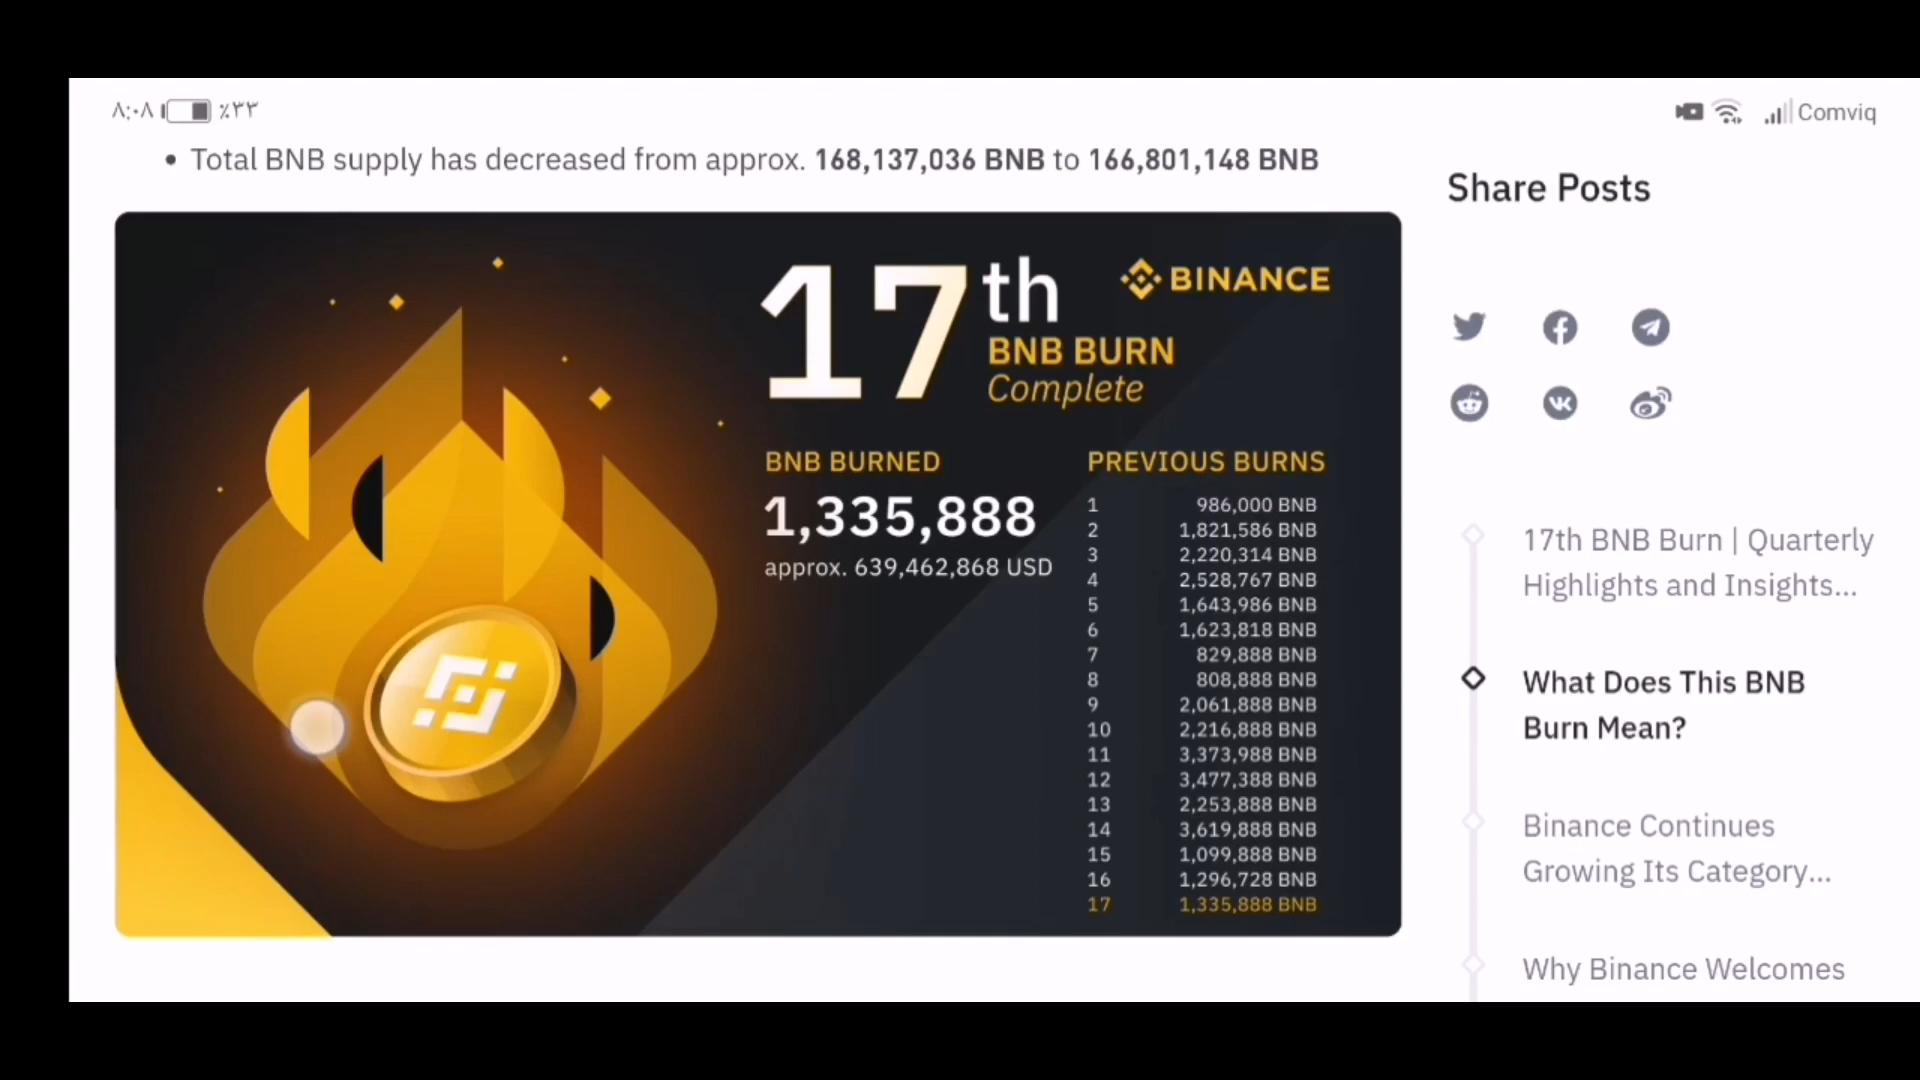 ٨:٠٨ ٪٣٣ Comviq
• Total BNB supply has decreased from approx. 168,137,036 BNB to 166,801,148 BNB
17th
BNB BURN
Complete
BINANCE
BNB BURNED
1,335,888
approx. 639,462,868 USD
PREVIOUS BURNS
1 986,000 BNB
2 1,821,586 BNB
3 2,220,314 BNB
4 2,528,767 BNB
5 1,643,986 BNB
6 1,623,818 BNB
7 829,888 BNB
8 808,888 BNB
9 2,061,888 BNB
10 2,216,888 BNB
11 3,373,988 BNB
12 3,477,388 BNB
13 2,253,888 BNB
14 3,619,888 BNB
15 1,099,888 BNB
16 1,296,728 BNB
17 1,335,888 BNB
Share Posts
17th BNB Burn | Quarterly
Highlights and Insights...
What Does This BNB
Burn Mean?
Binance Continues
Growing Its Category...
Why Binance Welcomes